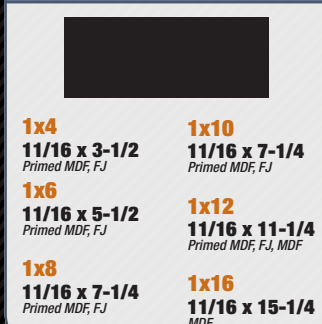 1x4
11/16 x 3-1/2
Primed MDF, FJ
1x6
11/16 x 5-1/2
Primed MDF, FJ
1x8
11/16 x 7-1/4
Primed MDF, FJ
1x10
11/16 x 7-1/4
Primed MDF, FJ
1x12
11/16 x 11-1/4
Primed MDF, FJ, MDF
1x16
11/16 x 15-1/4
MDF